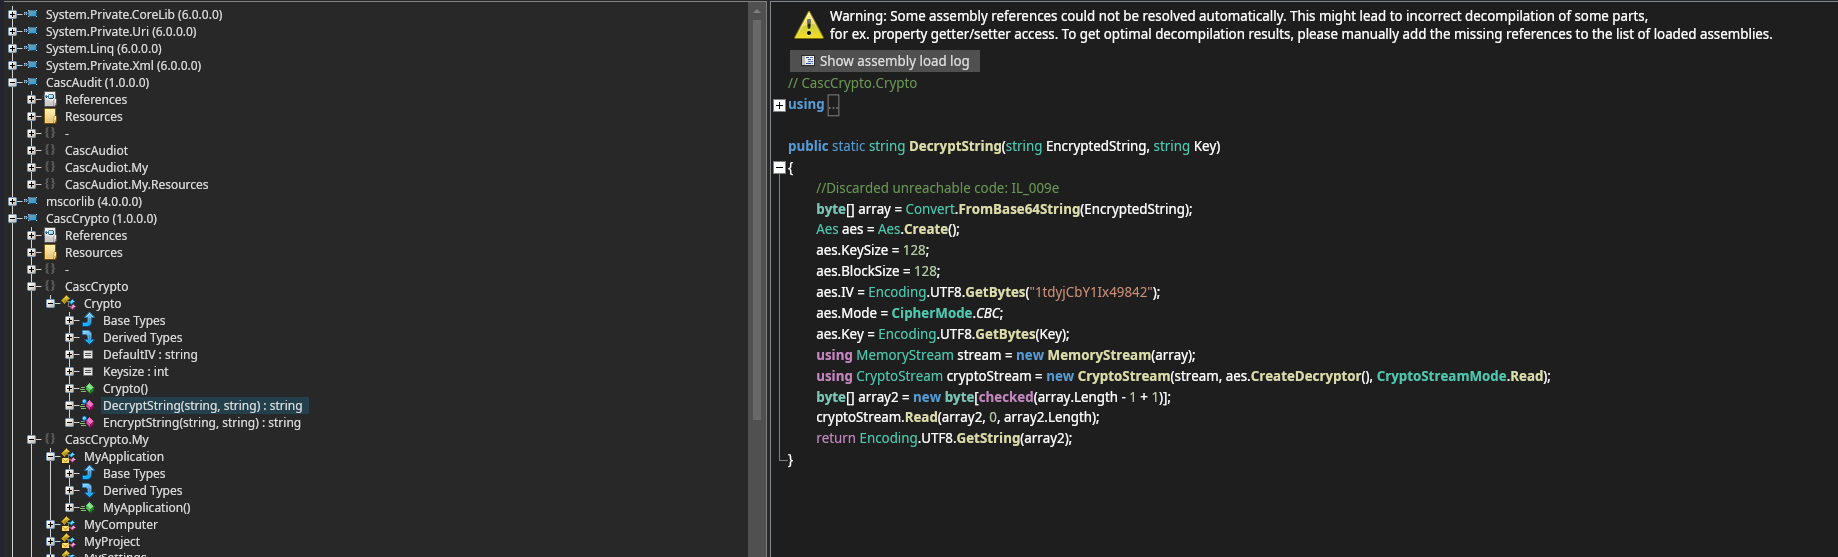 System.Private.CoreLib (6.0.0.0)
System.Private.Uri (6.0.0.0)
System.Linq (6.0.0.0)
System.Private.Xml (6.0.0.0)
CascAudit (1.0.0.0)
References
Resources
-
CascAudiot
CascAudiot.My
CascAudiot.My.Resources
mscorlib (4.0.0.0)
CascCrypto (1.0.0.0)
References
Resources
-
CascCrypto
Crypto
Base Types
Derived Types
DefaultIV : string
Keysize : int
Crypto()
DecryptString(string, string) : string
EncryptString(string, string) : string
CascCrypto.My
MyApplication
Base Types
Derived Types
MyApplication()
MyComputer
MyProject
MySettings
Warning: Some assembly references could not be resolved automatically. This might lead to incorrect decompilation of some parts,
for ex. property getter/setter access. To get optimal decompilation results, please manually add the missing references to the list of loaded assemblies.
Show assembly load log
// CascCrypto.Crypto
using ...
public static string DecryptString(string EncryptedString, string Key)
{
//Discarded unreachable code: IL_009e
byte[] array = Convert.FromBase64String(EncryptedString);
Aes aes = Aes.Create();
aes.KeySize = 128;
aes.BlockSize = 128;
aes.IV = Encoding.UTF8.GetBytes("1tdyjCbY1Ix49842");
aes.Mode = CipherMode.CBC;
aes.Key = Encoding.UTF8.GetBytes(Key);
using MemoryStream stream = new MemoryStream(array);
using CryptoStream cryptoStream = new CryptoStream(stream, aes.CreateDecryptor(), CryptoStreamMode.Read);
byte[] array2 = new byte[checked(array.Length - 1 + 1)];
cryptoStream.Read(array2, 0, array2.Length);
return Encoding.UTF8.GetString(array2);
}